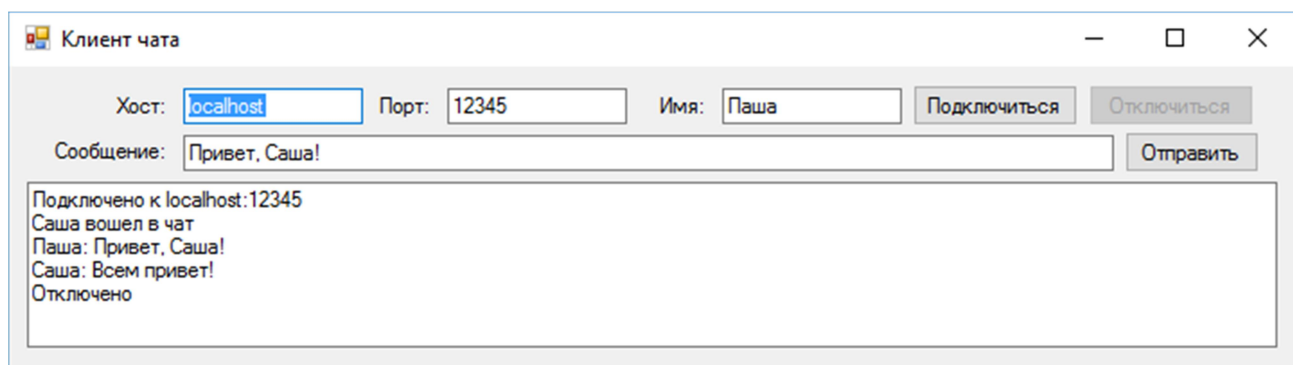 Клиент чата
Хост: localhost Порт: 12345 Имя: Паша Подключиться Отключиться
Сообщение: Привет, Саша! Отправить
Подключено к localhost:12345
Саша вошел в чат
Паша: Привет, Саша!
Саша: Всем привет!
Отключено